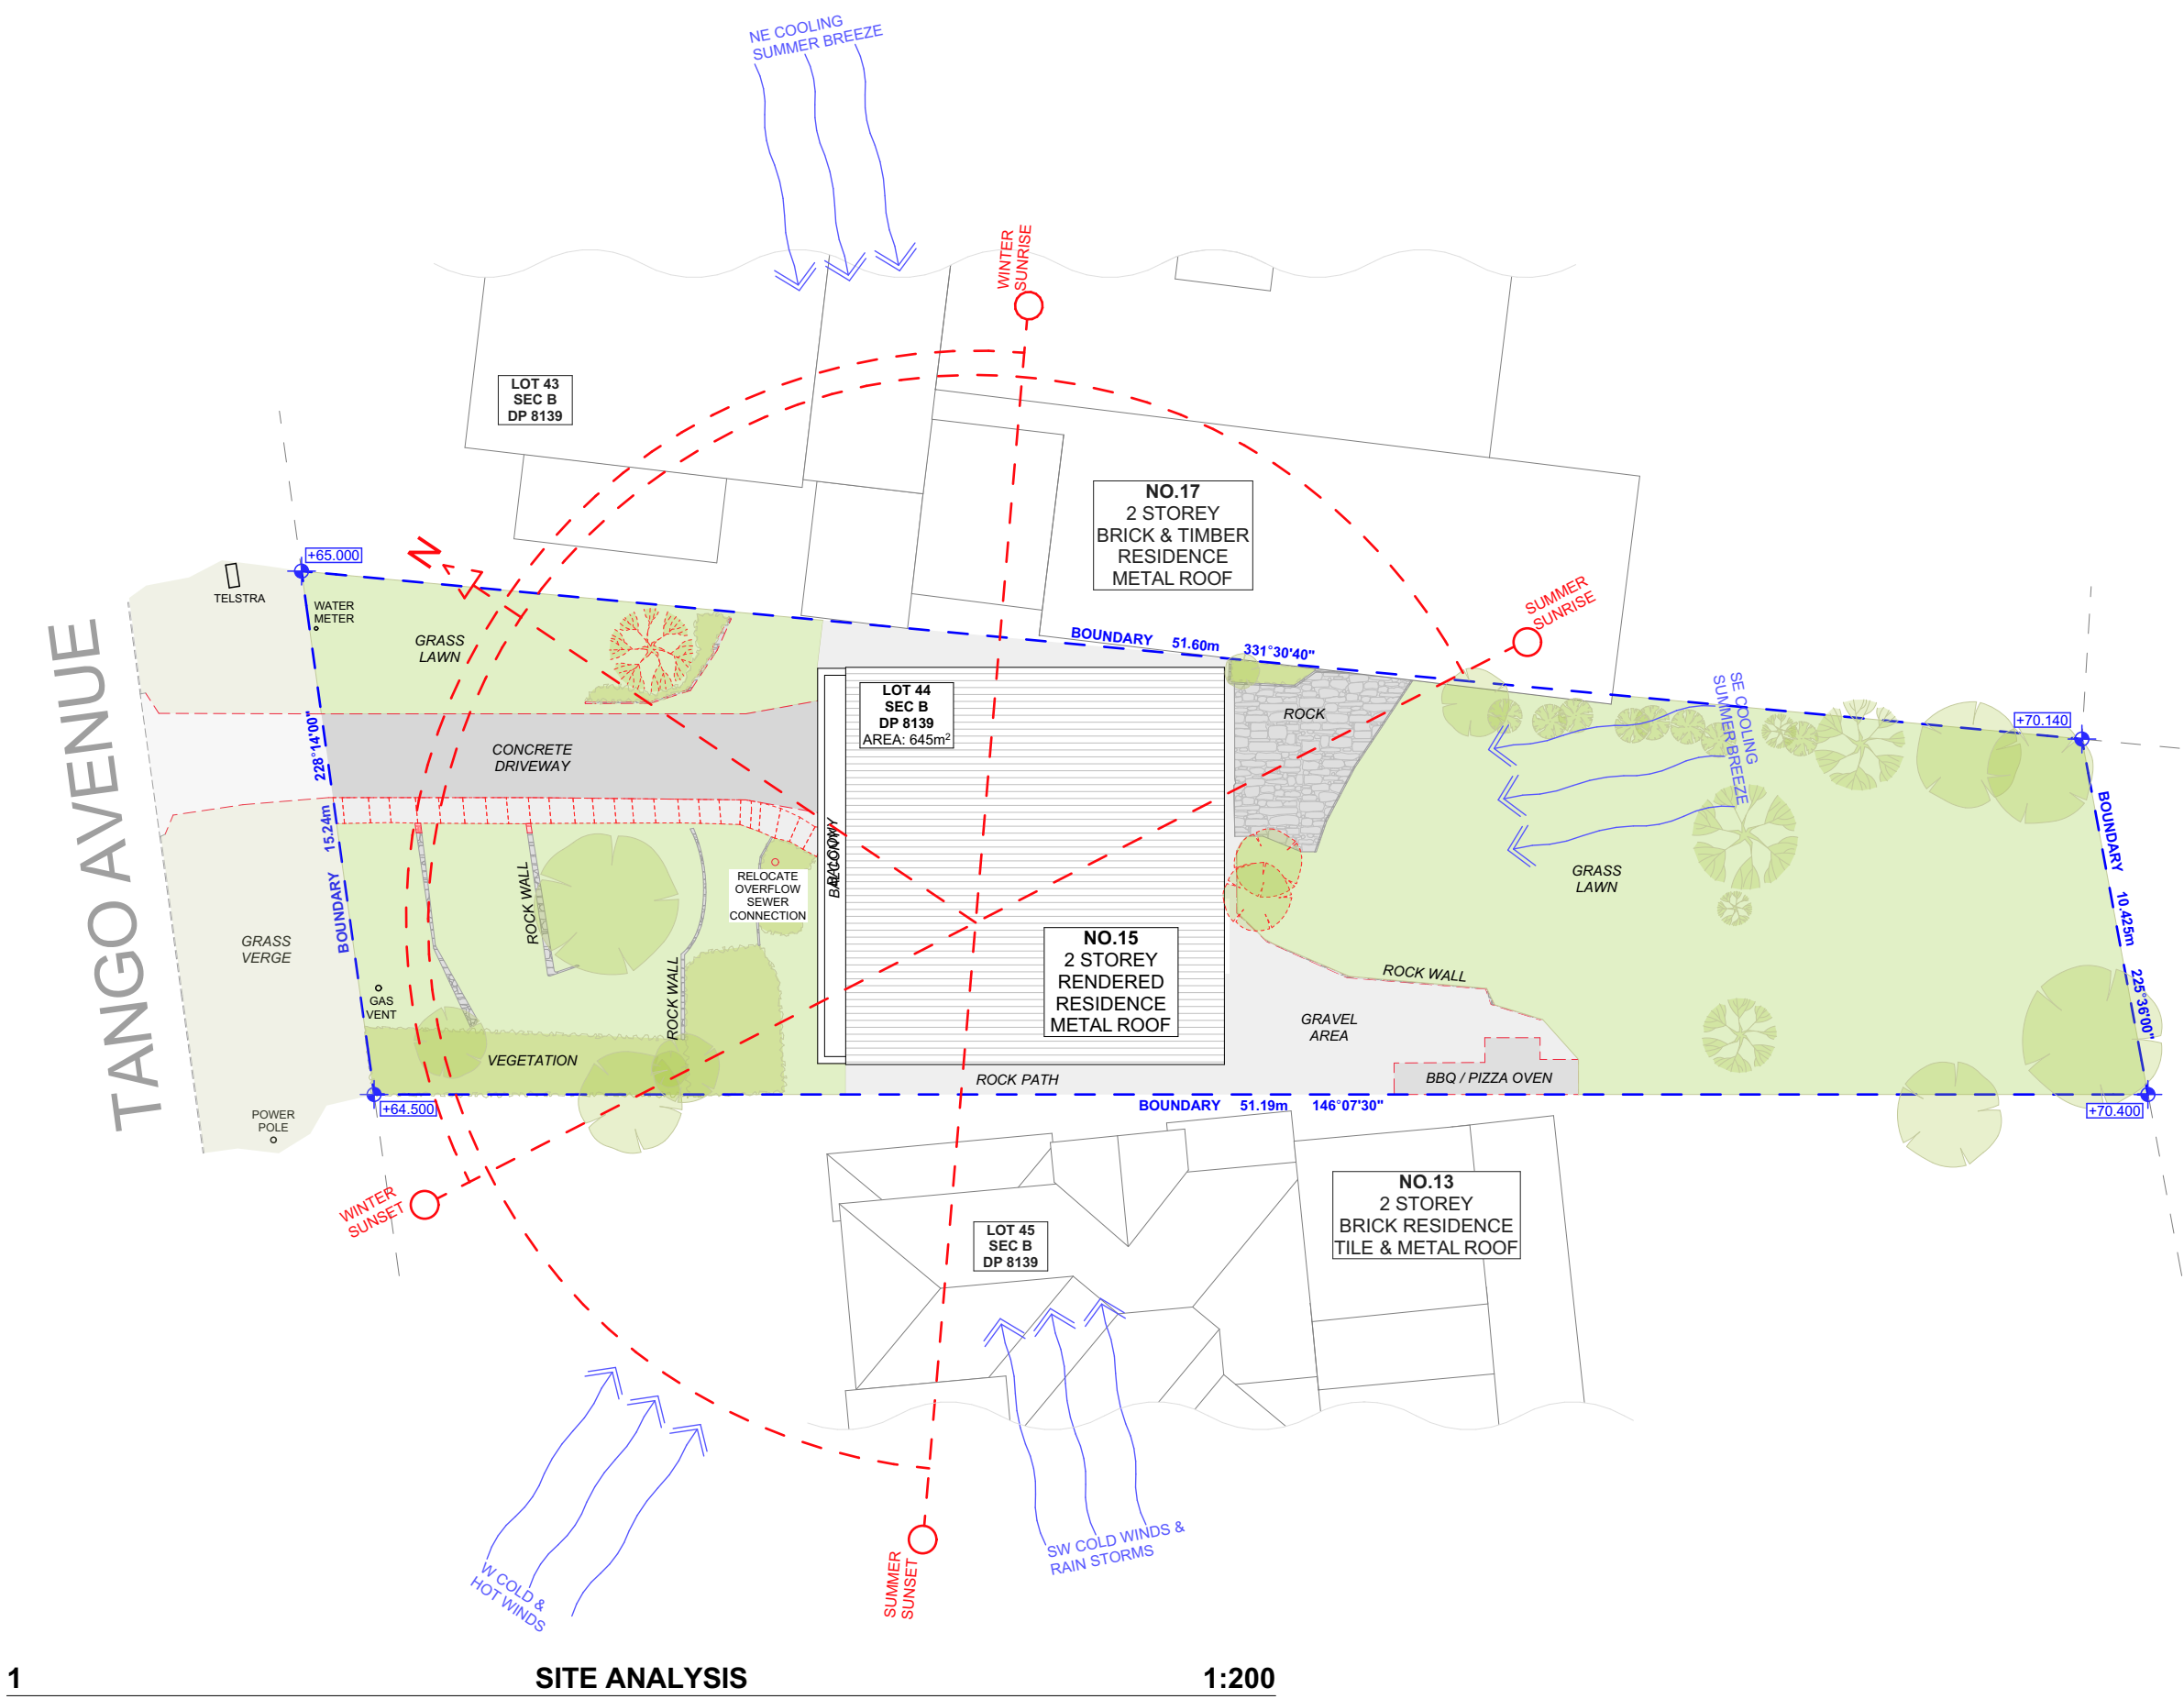 NE COOLING
SUMMER BREEZE
WINTER
SUNRISE
LOT 43
SEC B
DP 8139
NO.17
2 STOREY
BRICK & TIMBER
RESIDENCE
METAL ROOF
N
+65.000
TELSTRA
WATER
METER
GRASS
LAWN
SUMMER
SUNRISE
BOUNDARY 51.60m 331°30'40"
TANGO AVENUE
LOT 44
SEC B
DP 8139
AREA: 645m²
ROCK
SE COOLING
SUMMER BREEZE
+70.140
BOUNDARY 15.24m 228°14'00"
CONCRETE
DRIVEWAY
BALCONY
BALCONY
BOUNDARY 10.425m 225°36'00"
ROCK WALL
RELOCATE
OVERFLOW
SEWER
CONNECTION
GRASS
LAWN
GRASS
VERGE
NO.15
2 STOREY
RENDERED
RESIDENCE
METAL ROOF
ROCK WALL
ROCK WALL
GAS
VENT
GRAVEL
AREA
VEGETATION
ROCK PATH
BBQ / PIZZA OVEN
+64.500
BOUNDARY 51.19m 146°07'30"
+70.400
POWER
POLE
WINTER
SUNSET
NO.13
2 STOREY
BRICK RESIDENCE
TILE & METAL ROOF
LOT 45
SEC B
DP 8139
W COLD &
HOT WINDS
SUMMER
SUNSET
SW COLD WINDS &
RAIN STORMS
1 SITE ANALYSIS 1:200